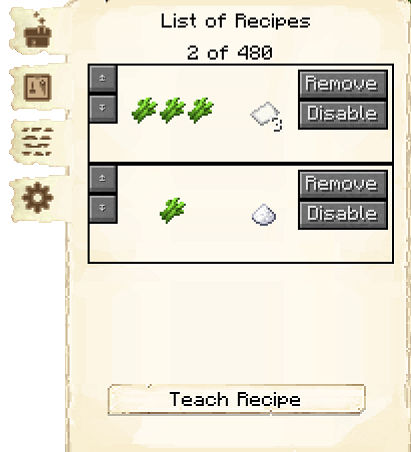 List of Recipes
2 of 480
Remove
Disable
3
Remove
Disable
Teach Recipe